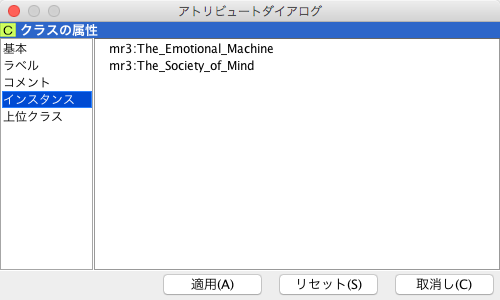 アトリビュートダイアログ
C クラスの属性
基本
ラベル
コメント
インスタンス
上位クラス
mr3:The_Emotional_Machine
mr3:The_Society_of_Mind
適用(A)
リセット(S)
取消し(C)